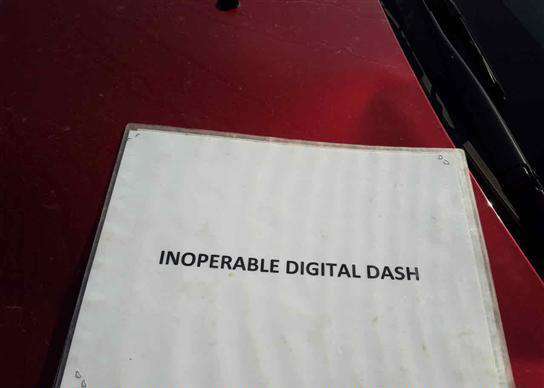 INOPERABLE DIGITAL DASH